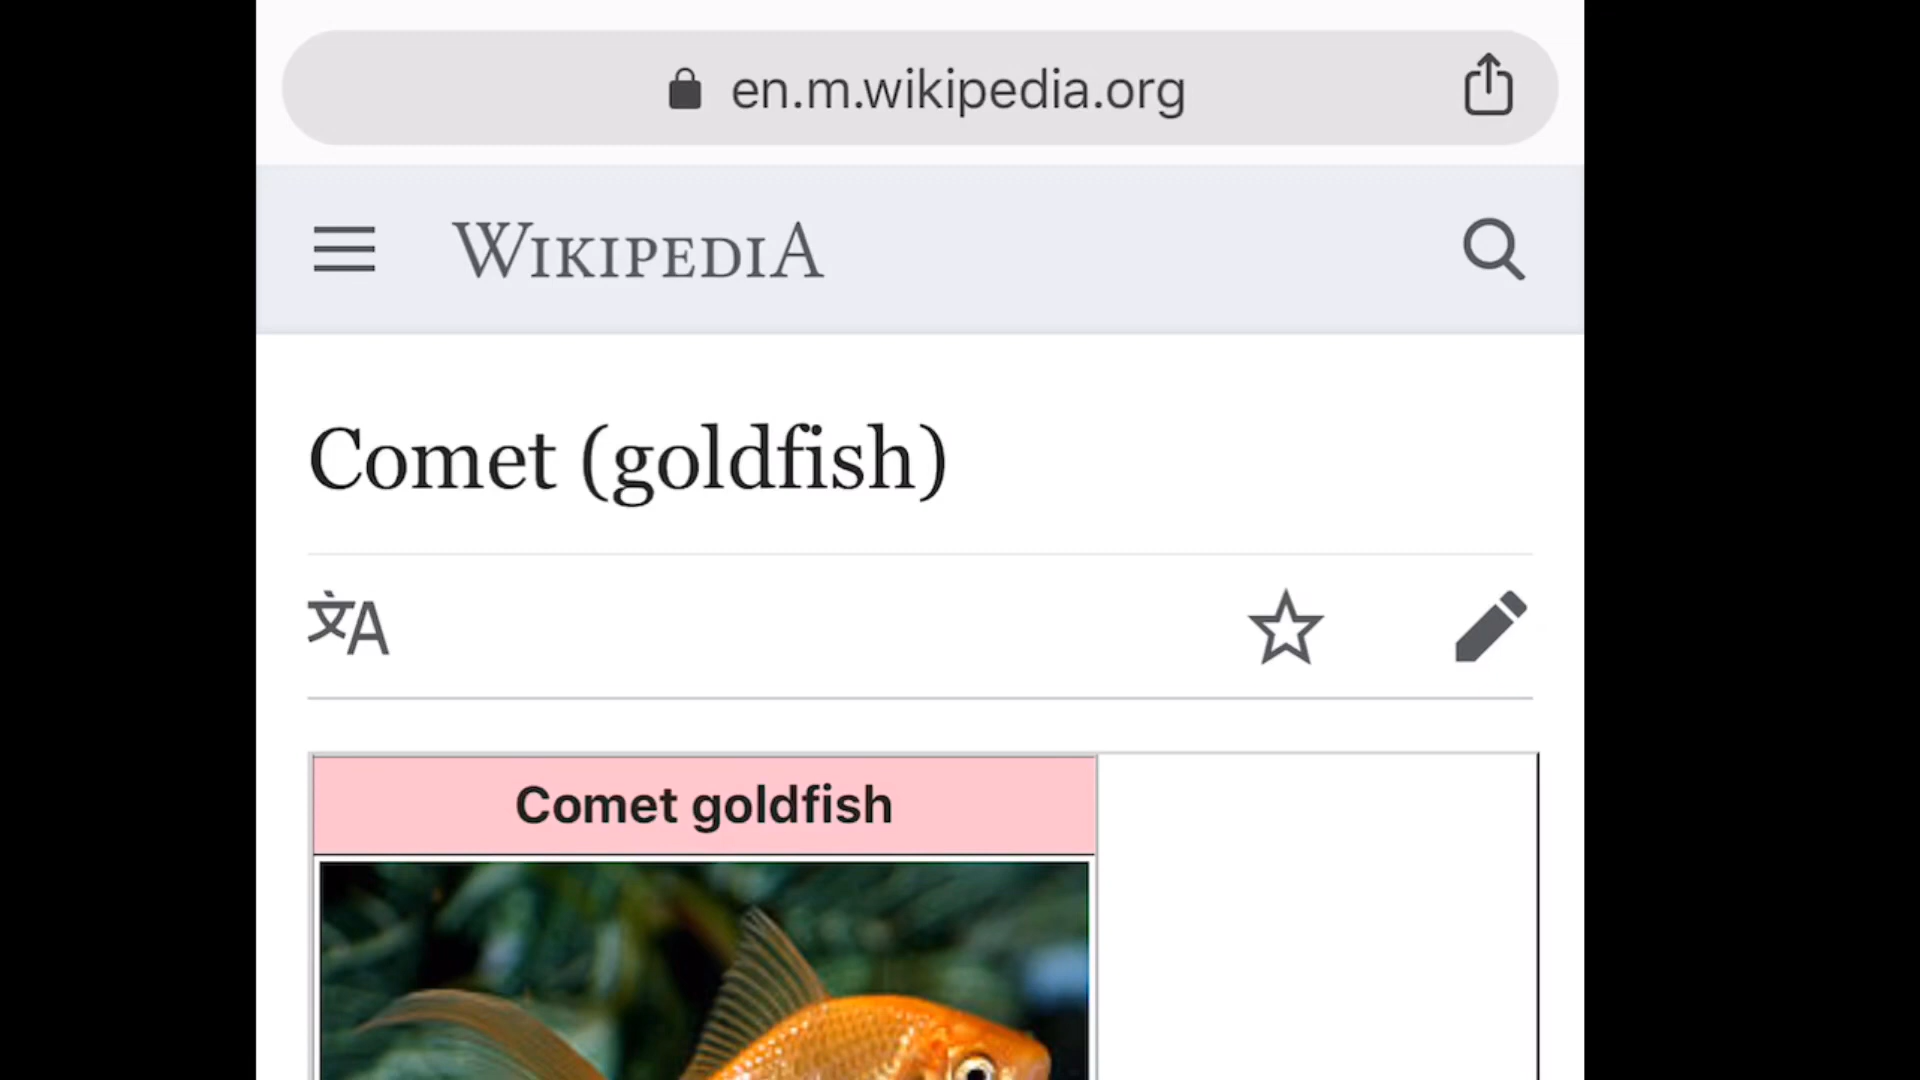 en.m.wikipedia.org
WIKIPEDIA
Comet (goldfish)
文A
Comet goldfish